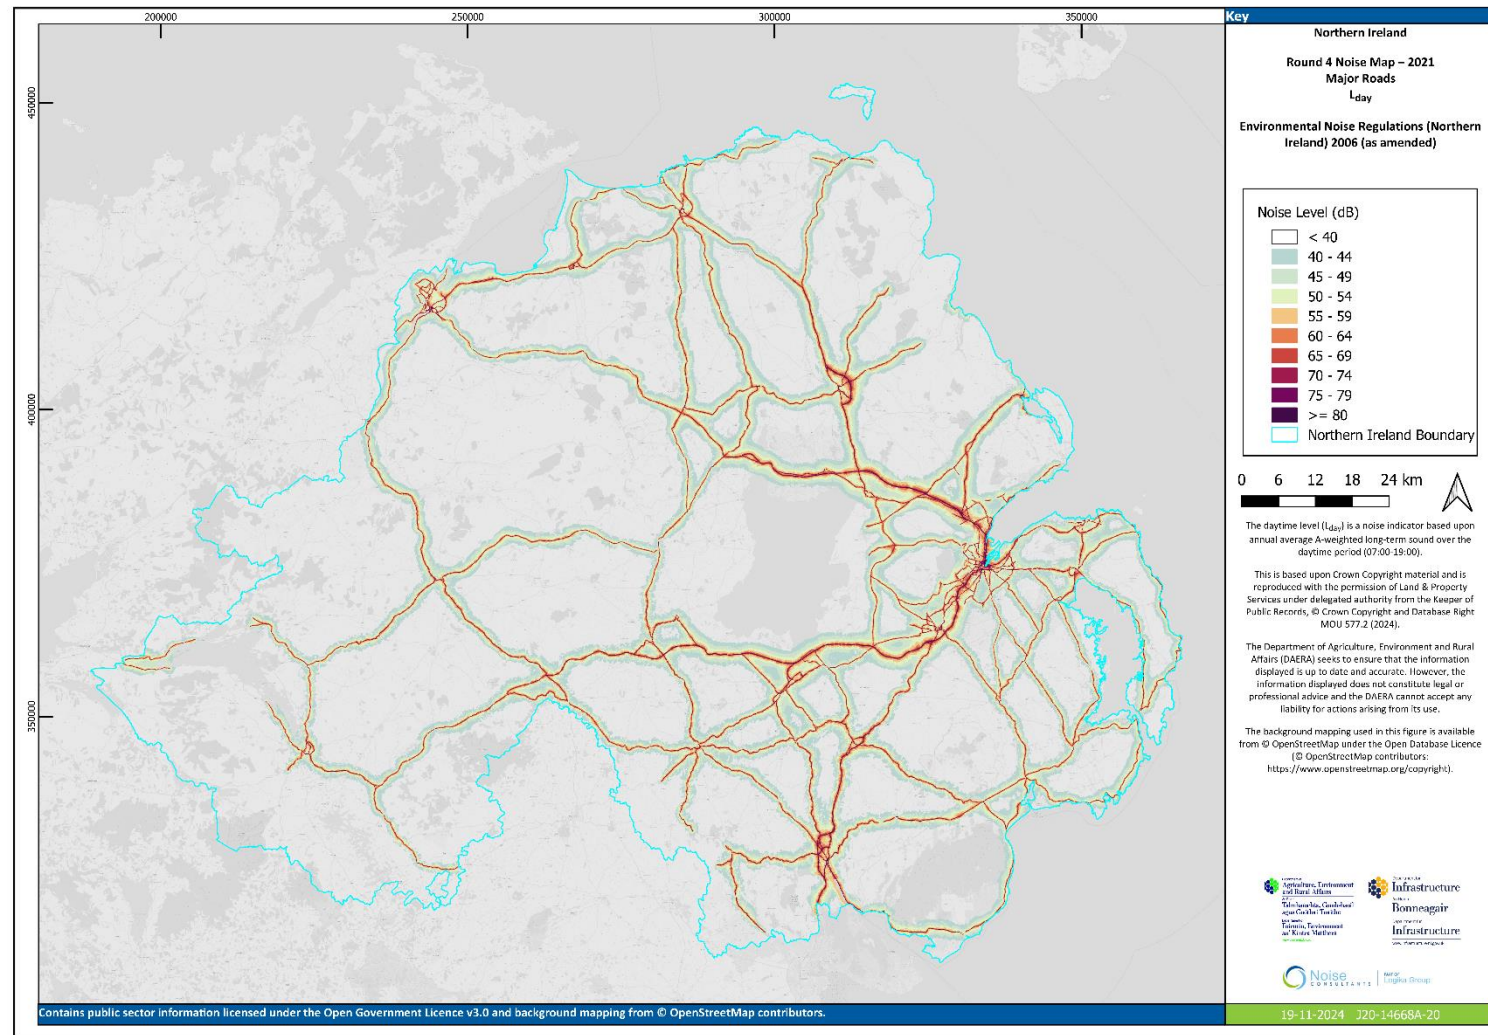 200000
250000
300000
350000
450000
400000
350000
Key
Northern Ireland
Round 4 Noise Map – 2021
Major Roads
Lday
Environmental Noise Regulations (Northern
Ireland) 2006 (as amended)
Noise Level (dB)
< 40
40 - 44
45 - 49
50 - 54
55 - 59
60 - 64
65 - 69
70 - 74
75 - 79
>= 80
Northern Ireland Boundary
0 6 12 18 24 km
The daytime level (Lday) is a noise indicator based upon
annual average A-weighted long-term sound over the
daytime period (07:00-19:00).
This is based upon Crown Copyright material and is
reproduced with the permission of Land & Property
Services under delegated authority from the Keeper of
Public Records, © Crown Copyright and Database Right
MOU 577.2 (2024).
The Department of Agriculture, Environment and Rural
Affairs (DAERA) seeks to ensure that the information
displayed is up to date and accurate. However, the
information displayed does not constitute legal or
professional advice and the DAERA cannot accept any
liability for actions arising from its use.
The background mapping used in this figure is available
from © OpenStreetMap under the Open Database Licence
(© OpenStreetMap contributors:
https://www.openstreetmap.org/copyright).
Agriculture, Environment
and Rural Affairs
Infrastructure
Bonneagair
Infrastructure
Noise
CONSULTANTS
Logika Group
Contains public sector information licensed under the Open Government Licence v3.0 and background mapping from © OpenStreetMap contributors.
19-11-2024 J20-14668A-20